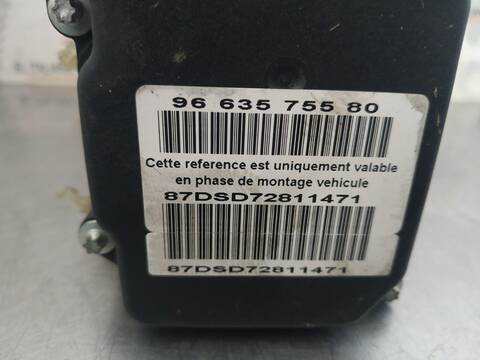 96 635 755 80
Cette reference est uniquement valable
en phase de montage vehicule
87DSD72811471
87DSD72811471